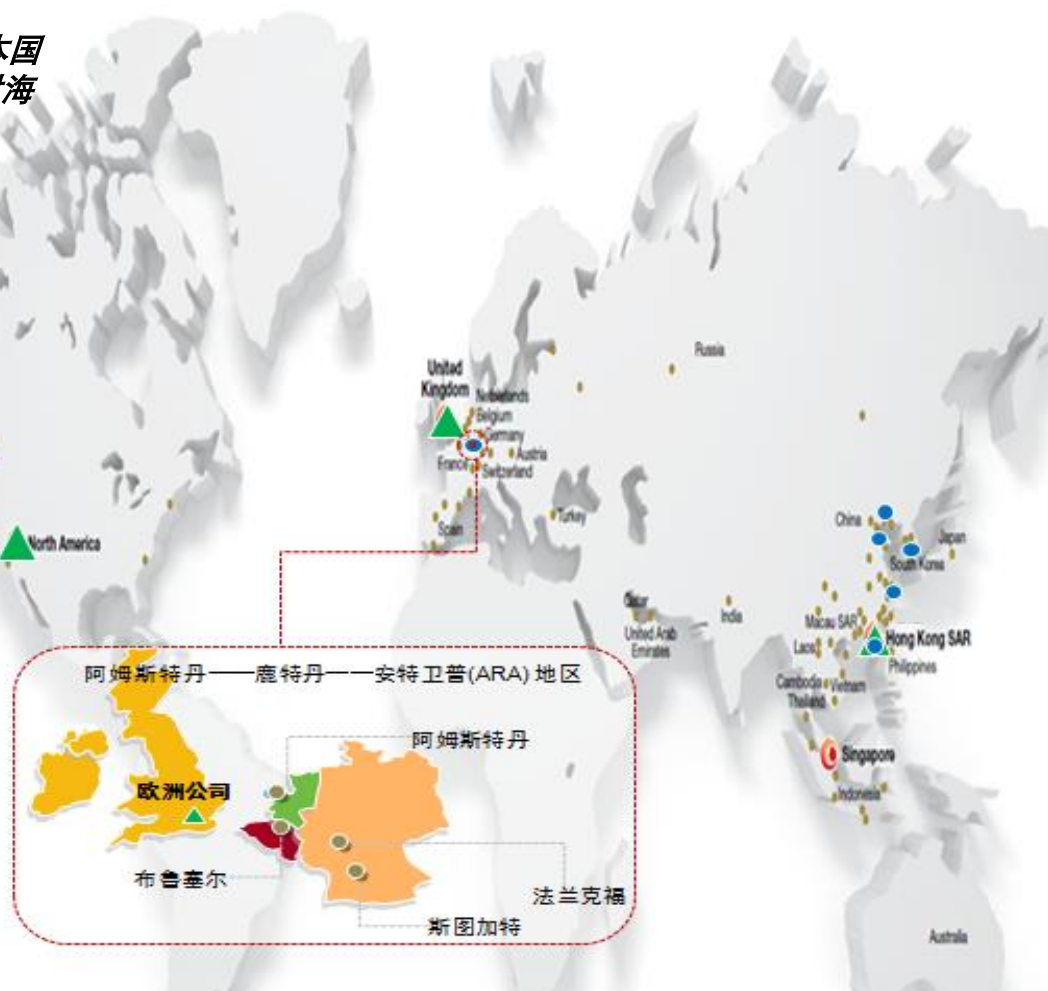 本国
海
Russia
United
Kingdom
Netherlands
Belgium
Germany
Austria
France
Switzerland
Spain
Turkey
North America
China
Japan
South Korea
India
United Arab
Emirates
Macau SAR
Hong Kong SAR
Laos
Philippines
Cambodia
Vietnam
Thailand
Singapore
Indonesia
Australia
阿姆斯特丹——鹿特丹——安特卫普(ARA) 地区
阿姆斯特丹
欧洲公司
布鲁塞尔
法兰克福
斯图加特